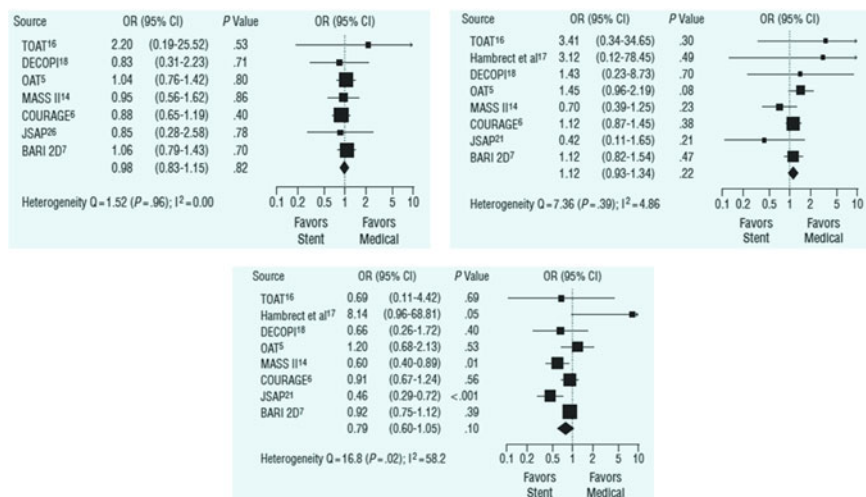 Source OR (95% CI) P Value OR (95% CI)
TOAT16 2.20 (0.19-25.52) .53
DECOPI18 0.83 (0.31-2.23) .71
OAT5 1.04 (0.76-1.42) .80
MASS II14 0.95 (0.56-1.62) .86
COURAGE6 0.88 (0.65-1.19) .40
JSAP26 0.85 (0.28-2.58) .78
BARI 2D7 1.06 (0.79-1.43) .70
0.98 (0.83-1.15) .82
Heterogeneity Q=1.52 (P=.96); I2=0.00
0.1 0.2 0.5 1 2 5 10
Favors Favors
Stent Medical
Source OR (95% CI) P Value OR (95% CI)
TOAT16 3.41 (0.34-34.65) .30
Hambrect et al17 3.12 (0.12-78.45) .49
DECOPI18 1.43 (0.23-8.73) .70
OAT5 1.45 (0.96-2.19) .08
MASS II14 0.70 (0.39-1.25) .23
COURAGE6 1.12 (0.87-1.45) .38
JSAP21 0.42 (0.11-1.65) .21
BARI 2D7 1.12 (0.82-1.54) .47
1.12 (0.93-1.34) .22
Heterogeneity Q=7.36 (P=.39); I2=4.86
0.1 0.2 0.5 1 2 5 10
Favors Favors
Stent Medical
Source OR (95% CI) P Value OR (95% CI)
TOAT16 0.69 (0.11-4.42) .69
Hambrect et al17 8.14 (0.96-68.81) .05
DECOPI18 0.66 (0.26-1.72) .40
OAT5 1.20 (0.68-2.13) .53
MASS II14 0.60 (0.40-0.89) .01
COURAGE6 0.91 (0.67-1.24) .56
JSAP21 0.46 (0.29-0.72) <.001
BARI 2D7 0.92 (0.75-1.12) .39
0.79 (0.60-1.05) .10
Heterogeneity Q=16.8 (P=.02); I2=58.2
0.1 0.2 0.5 1 2 5 10
Favors Favors
Stent Medical